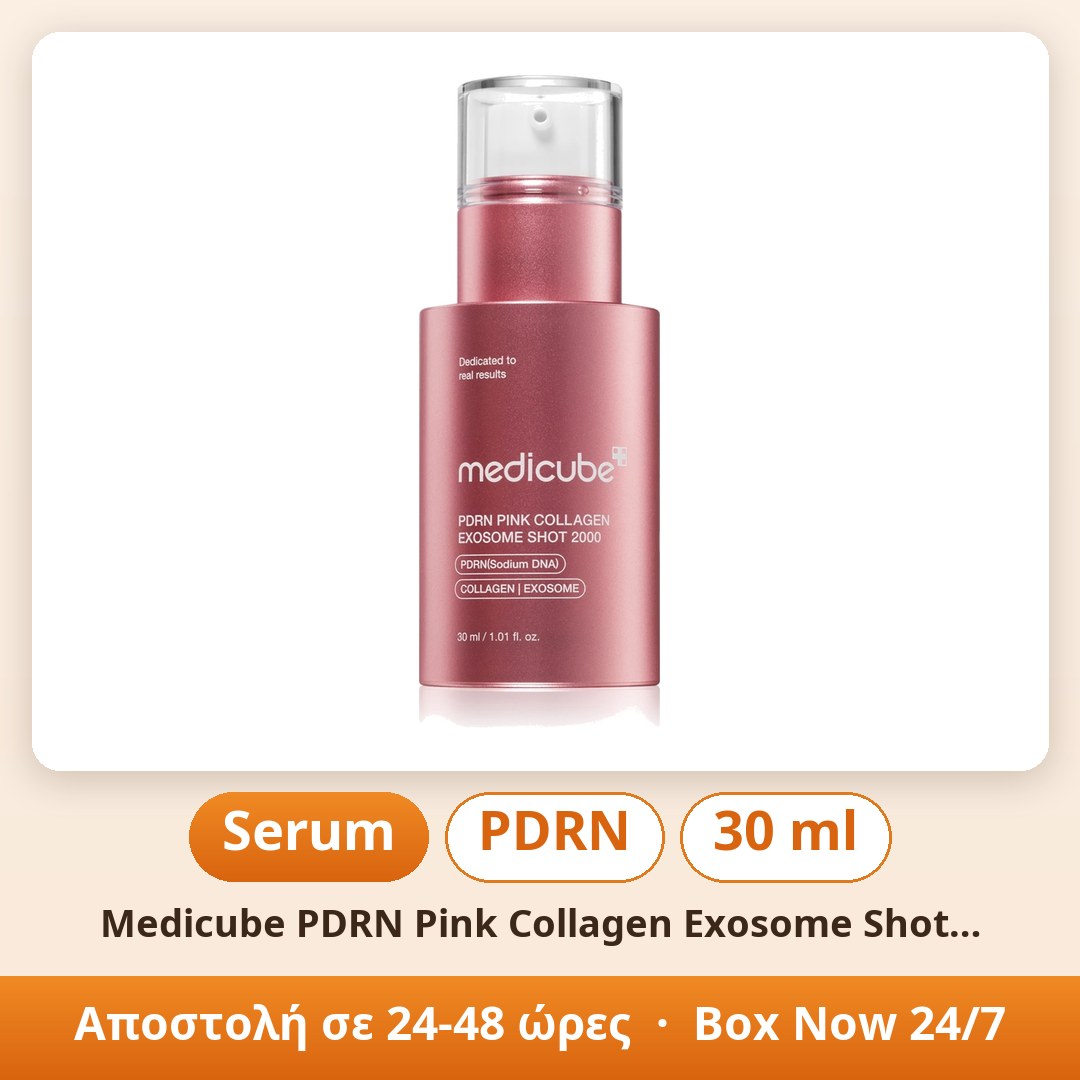 Dedicated to
real results
medicube
PDRN PINK COLLAGEN
EXOSOME SHOT 2000
PDRN(Sodium DNA)
COLLAGEN | EXOSOME
30 ml / 1.01 fl. oz.
Serum
PDRN
30 ml
Medicube PDRN Pink Collagen Exosome Shot...
Αποστολή σε 24-48 ώρες · Box Now 24/7